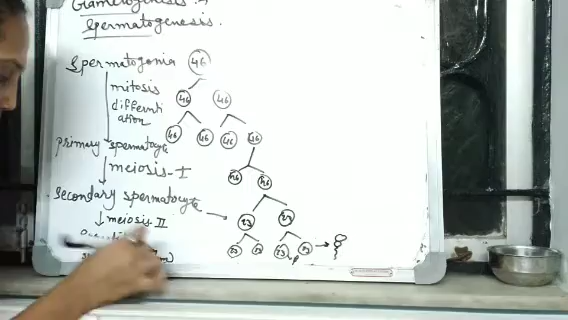 Gametogenesis :→
Spermatogenesis.
Spermatogonia 46
mitosis 46 46
differnti
ation
46 46 46 46
primary spermatocyte
meiosis-I
46 46
secondary spermatocyte
23 23
meiosis II
23 23 23 23